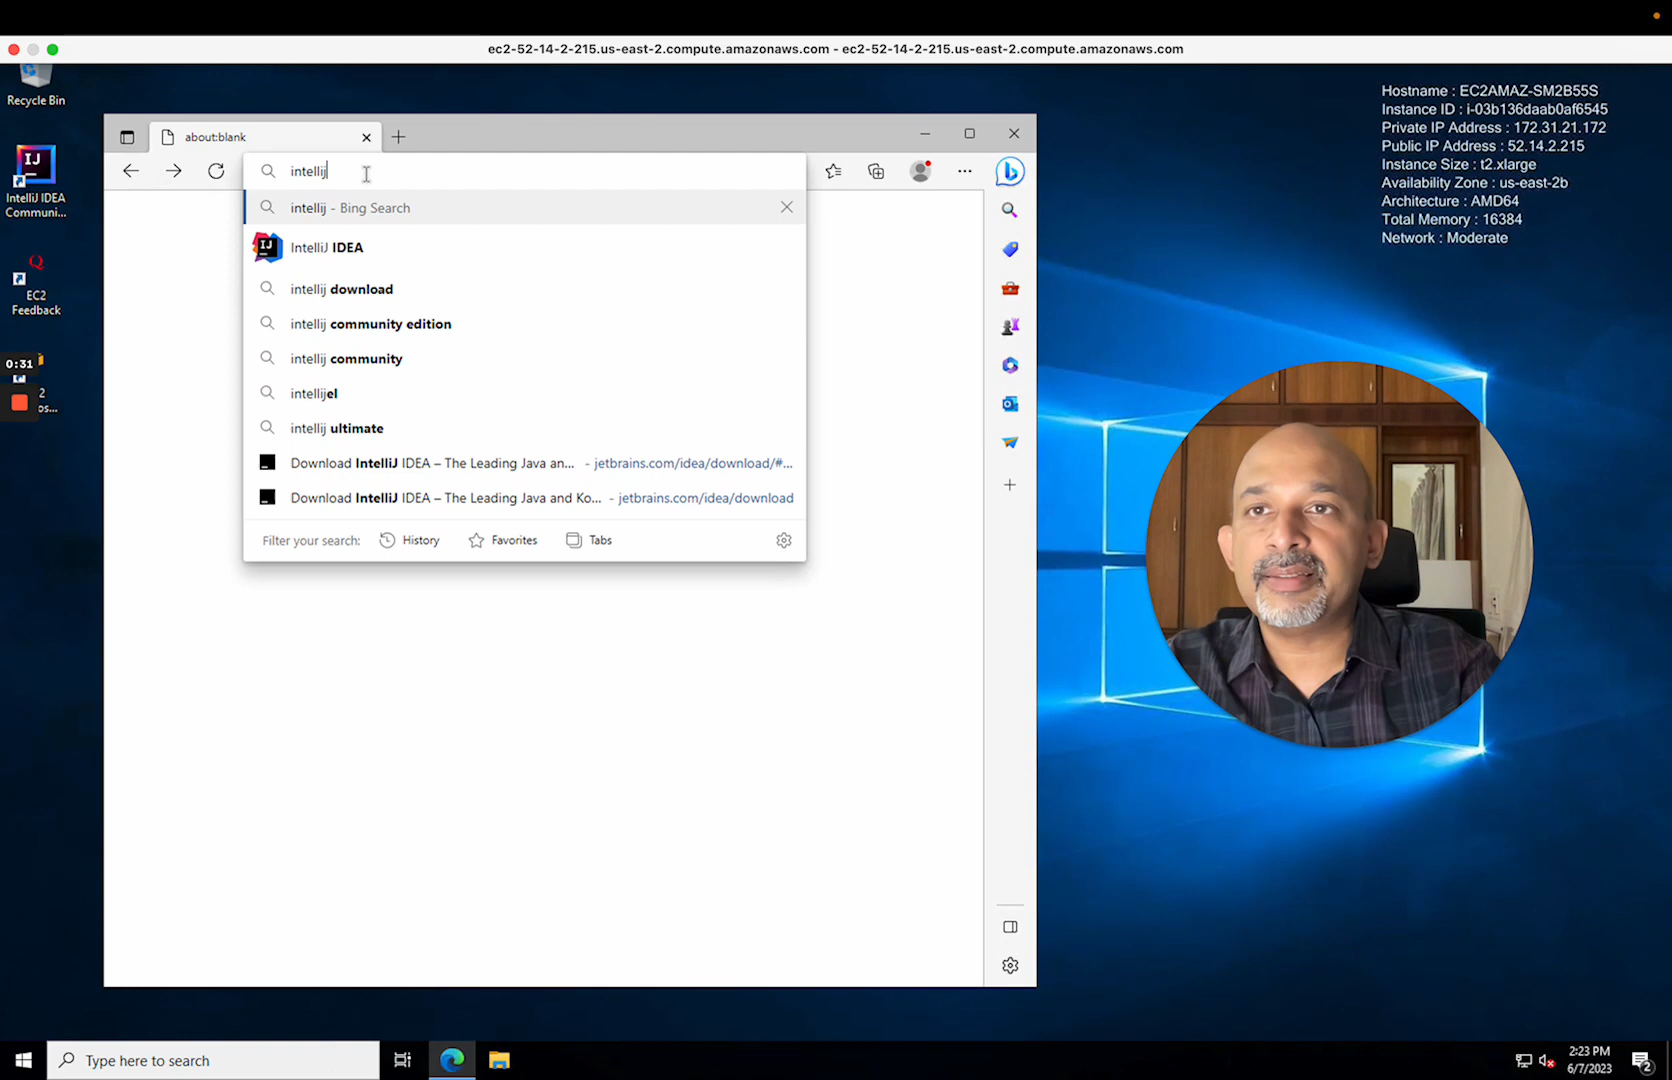 ec2-52-14-2-215.us-east-2.compute.amazonaws.com - ec2-52-14-2-215.us-east-2.compute.amazonaws.com
Recycle Bin
IJ
IntelliJ IDEA
Communi...
EC2
Feedback
0:31
2
os...
about:blank
intellij
intellij - Bing Search
IJ
IntelliJ IDEA
intellij download
intellij community edition
intellij community
intellijel
intellij ultimate
Download IntelliJ IDEA – The Leading Java an... - jetbrains.com/idea/download/#...
Download IntelliJ IDEA – The Leading Java and Ko... - jetbrains.com/idea/download
Filter your search: History Favorites Tabs
Hostname : EC2AMAZ-SM2B55S
Instance ID : i-03b136daab0af6545
Private IP Address : 172.31.21.172
Public IP Address : 52.14.2.215
Instance Size : t2.xlarge
Availability Zone : us-east-2b
Architecture : AMD64
Total Memory : 16384
Network : Moderate
Type here to search
2:23 PM
6/7/2023
2